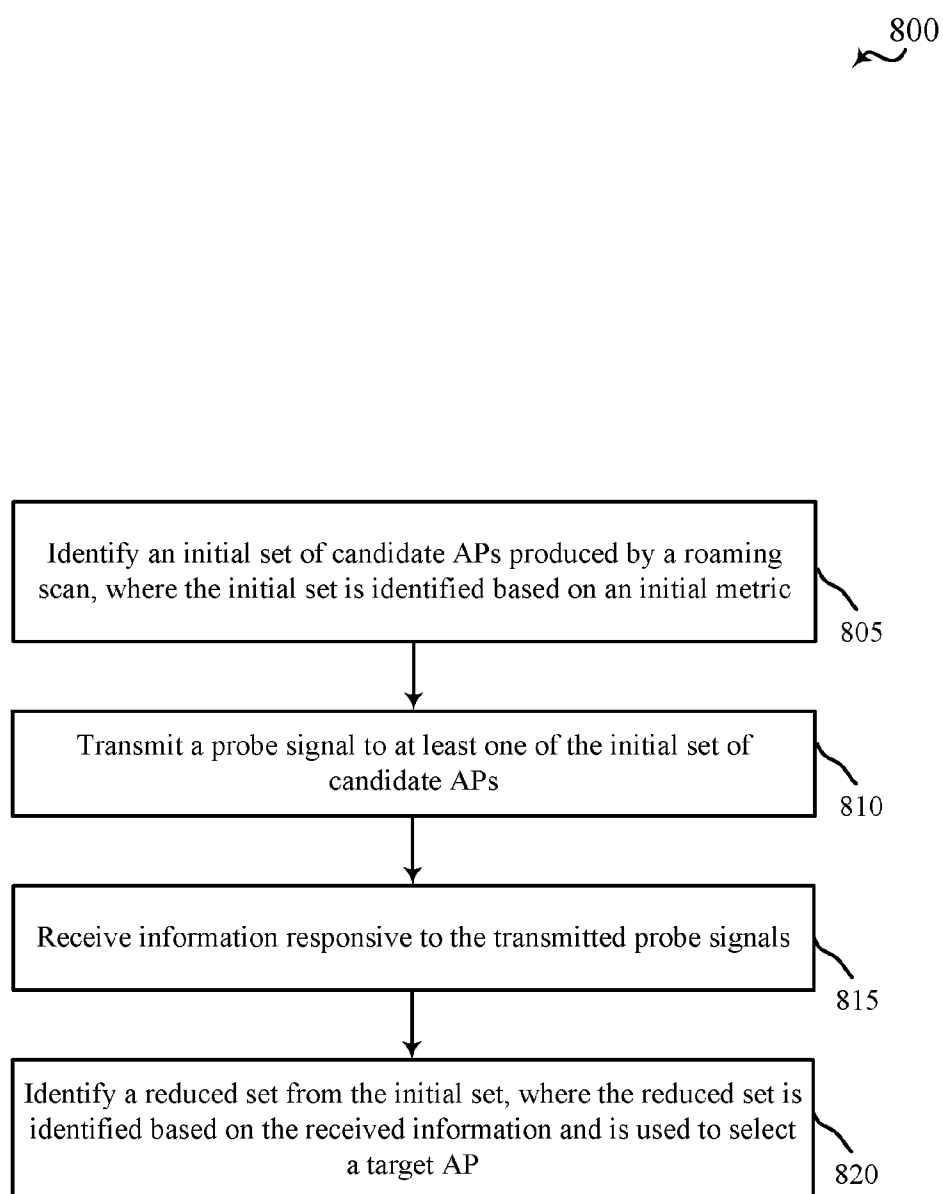 800
Identify an initial set of candidate APs produced by a roaming
scan, where the initial set is identified based on an initial metric
805
Transmit a probe signal to at least one of the initial set of
candidate APs
810
Receive information responsive to the transmitted probe signals
815
Identify a reduced set from the initial set, where the reduced set is
identified based on the received information and is used to select
a target AP
820